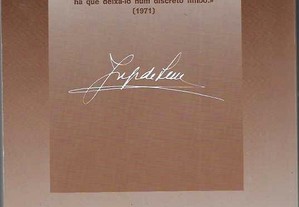 há que deixá-lo num discreto limbo.»
(1971)